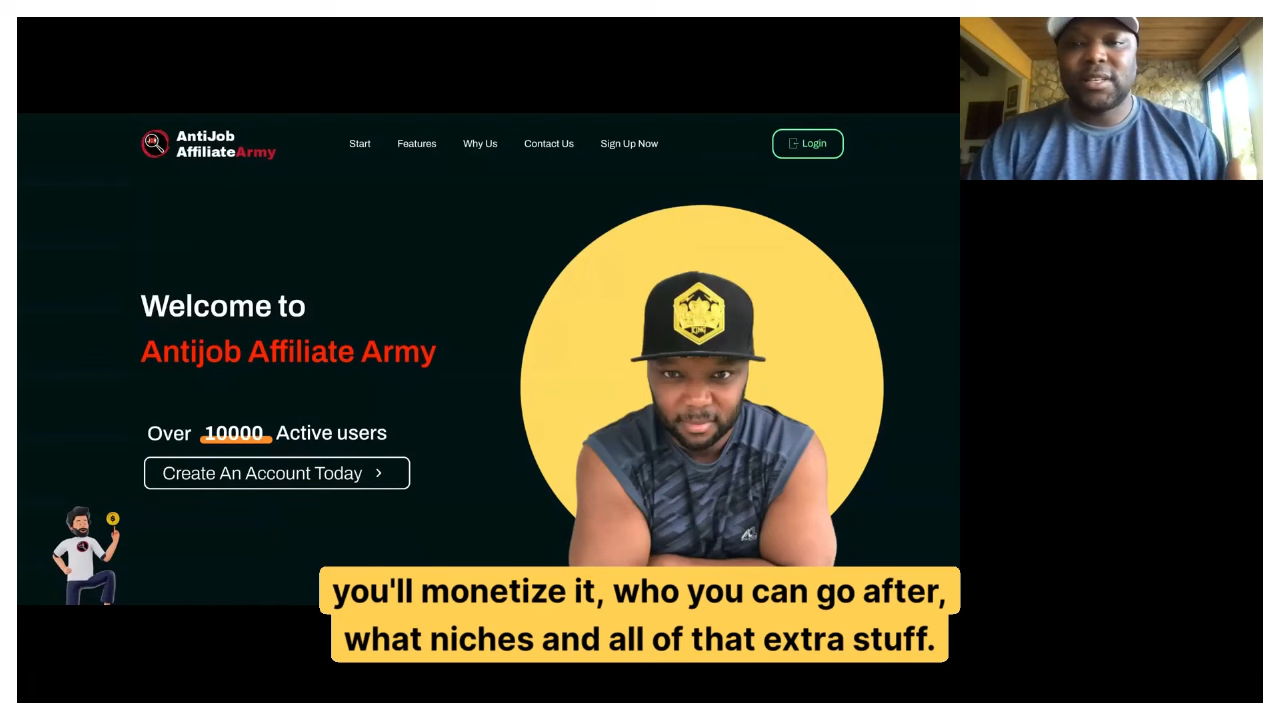 AntiJob
AffiliateArmy
Start Features Why Us Contact Us Sign Up Now Login
Welcome to
Antijob Affiliate Army
Over 10000 Active users
Create An Account Today
KING
you'll monetize it, who you can go after,
what niches and all of that extra stuff.